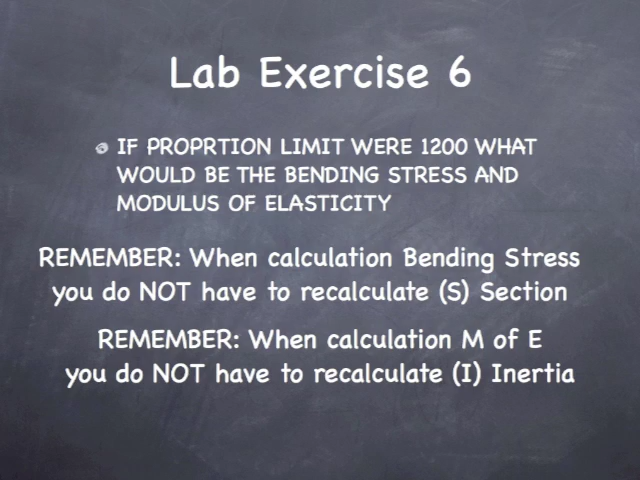 Lab Exercise 6
IF PROPRTION LIMIT WERE 1200 WHAT
WOULD BE THE BENDING STRESS AND
MODULUS OF ELASTICITY
REMEMBER: When calculation Bending Stress
you do NOT have to recalculate (S) Section
REMEMBER: When calculation M of E
you do NOT have to recalculate (I) Inertia